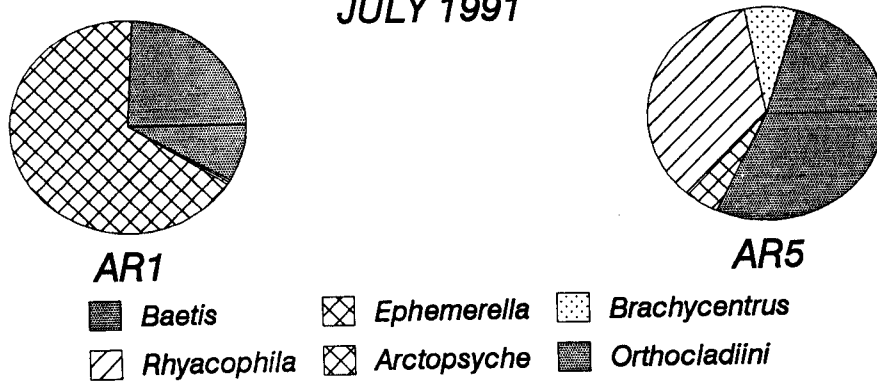 JULY 1991
AR1
AR5
Baetis
Ephemerella
Brachycentrus
Rhyacophila
Arctopsyche
Orthocladiini